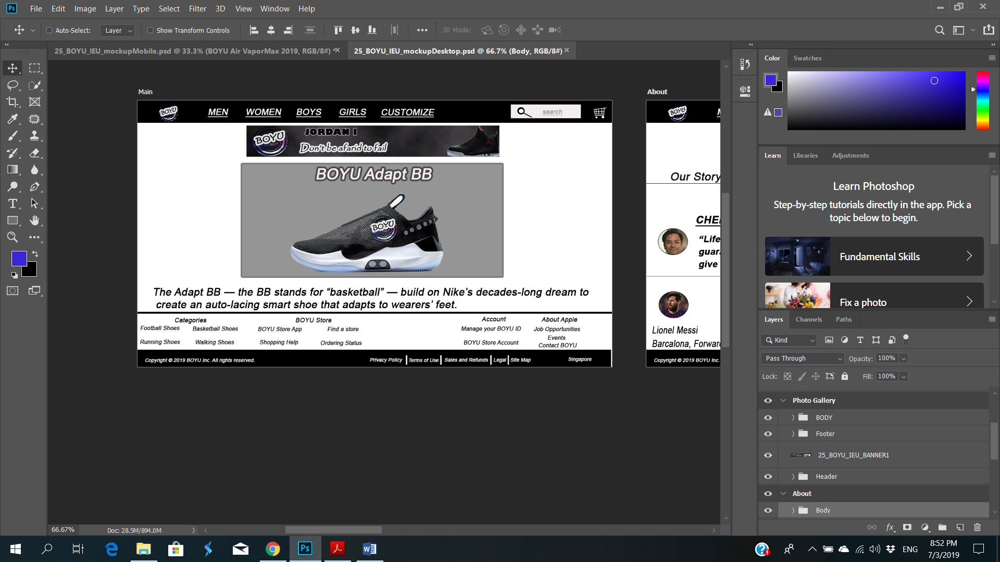 Ps File Edit Image Layer Type Select Filter 3D View Window Help
Auto-Select: Layer Show Transform Controls 3D Mode:
25_BOYU_IEU_mockupMobile.psd @ 33.3% (BOYU Air VaporMax 2019, RGB/8#) *
25_BOYU_IEU_mockupDesktop.psd @ 66.7% (Body, RGB/8#)
Main
BOYU MEN WOMEN BOYS GIRLS CUSTOMIZE search
BOYU
JORDAN I
Don't be afarid to fail
BOYU Adapt BB
BOYU
The Adapt BB — the BB stands for “basketball” — build on Nike’s decades-long dream to
create an auto-lacing smart shoe that adapts to wearers’ feet.
Categories BOYU Store Account About Apple
Football Shoes Basketball Shoes BOYU Store App Find a store Manage your BOYU ID Job Opportunities
Events
Running Shoes Walking Shoes Shopping Help Ordering Status BOYU Store Account Contact BOYU
Copyright © 2019 BOYU Inc. All rights reserved. Privacy Policy Terms of Use Sales and Refunds Legal Site Map Singapore
About
BOYU
Our Story
“Life
give
Lionel Messi
Barcalona, Forward
Copyright © 2019 BOYU Inc.
66.67% Doc: 28.5M/894.0M
Color Swatches
Learn Libraries Adjustments
Learn Photoshop
Step-by-step tutorials directly in the app. Pick a
topic below to begin.
Fundamental Skills
Fix a photo
Layers Channels Paths
Kind
Pass Through Opacity: 100%
Lock: Fill: 100%
Photo Gallery
BODY
Footer
25_BOYU_IEU_BANNER1
Header
About
Body
fx
Ps ENG
8:52 PM
7/3/2019